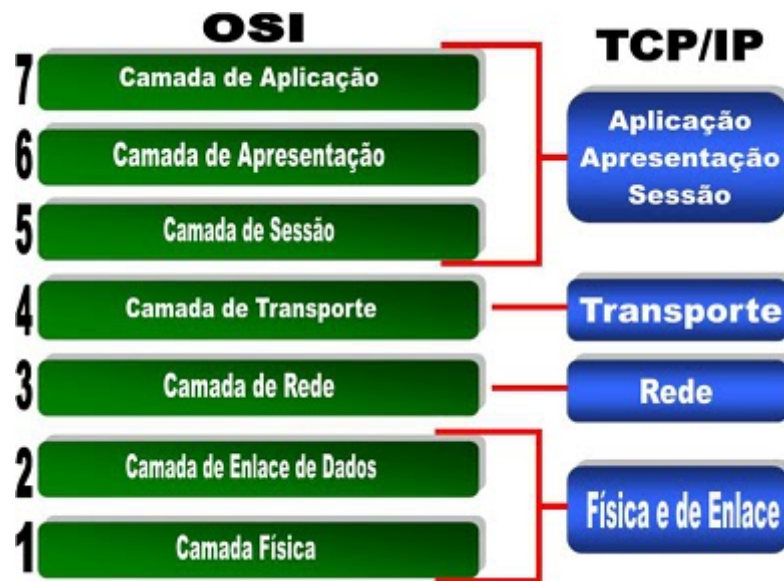 OSI
TCP/IP
7
Camada de Aplicação
6
Camada de Apresentação
5
Camada de Sessão
4
Camada de Transporte
3
Camada de Rede
2
Camada de Enlace de Dados
1
Camada Física
Aplicação
Apresentação
Sessão
Transporte
Rede
Física e de Enlace